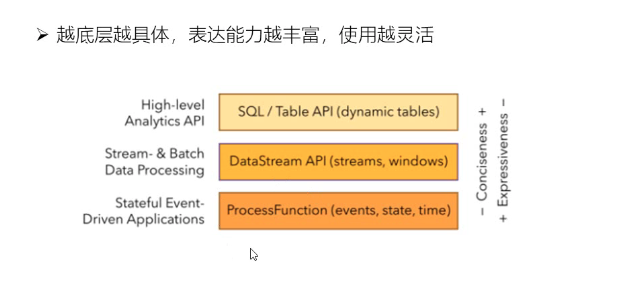 ➢ 越底层越具体，表达能力越丰富，使用越灵活
High-level
Analytics API
SQL / Table API (dynamic tables)
Stream- & Batch
Data Processing
DataStream API (streams, windows)
Stateful Event-
Driven Applications
ProcessFunction (events, state, time)
− Conciseness +
+ Expressiveness −